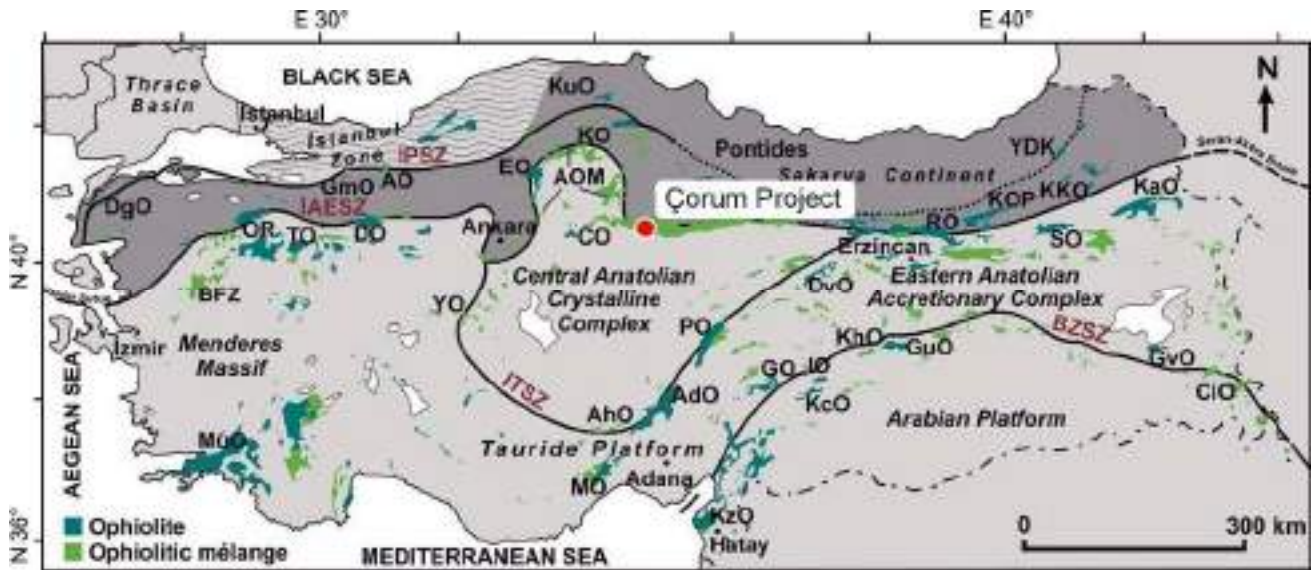 E 30°
E 40°
BLACK SEA
Thrace
Basin
Istanbul
İstanbul
Zone
IPSZ
KuO
KO
EO
AOM
Pontides
YDK
Sakarya Continent
N
DgO
GmO
AD
IAESZ
Çorum Project
KOP
KKO
KaO
OR
TO
DO
Ankara
CO
RO
Erzincan
SO
N 40°
BFZ
Central Anatolian
Crystalline
Complex
DvO
Eastern Anatolian
Accretionary Complex
YO
PO
KhO
GuO
BZSZ
GvO
Izmir
Menderes
Massif
GO
IO
KcO
CiO
AEGEAN SEA
ITSZ
AhO
AdO
Arabian Platform
MuO
Tauride Platform
MO
Adana
N 36°
Ophiolite
Ophiolitic mélange
KzO
Hatay
MEDITERRANEAN SEA
0
300 km